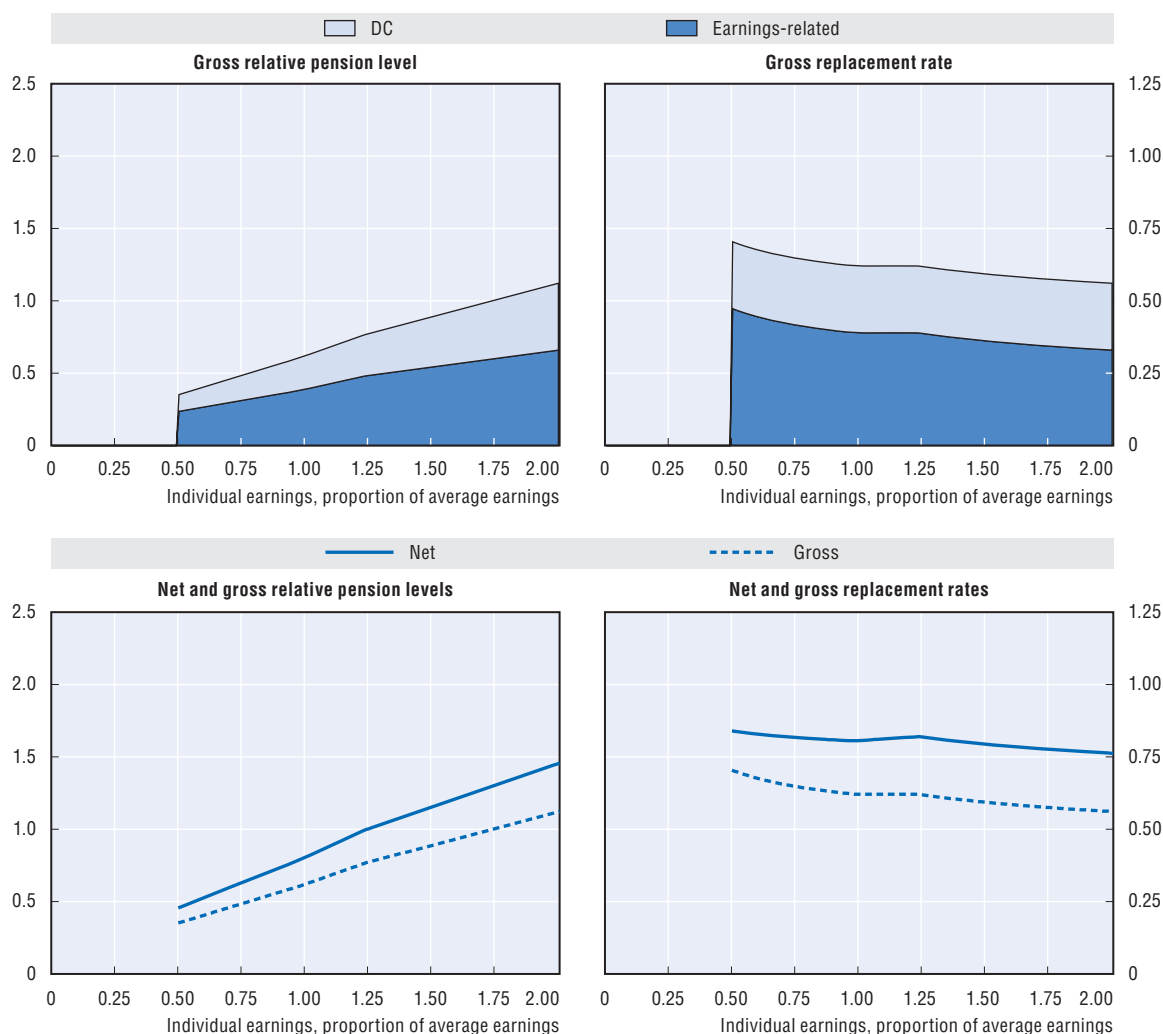 DC Earnings-related
Gross relative pension level Gross replacement rate
2.5 1.25
2.0 1.00
1.5 0.75
1.0 0.50
0.5 0.25
0 0
0 0.25 0.50 0.75 1.00 1.25 1.50 1.75 2.00 0 0.25 0.50 0.75 1.00 1.25 1.50 1.75 2.00
Individual earnings, proportion of average earnings Individual earnings, proportion of average earnings
Net Gross
Net and gross relative pension levels Net and gross replacement rates
2.5 1.25
2.0 1.00
1.5 0.75
1.0 0.50
0.5 0.25
0 0
0 0.25 0.50 0.75 1.00 1.25 1.50 1.75 2.00 0 0.25 0.50 0.75 1.00 1.25 1.50 1.75 2.00
Individual earnings, proportion of average earnings Individual earnings, proportion of average earnings